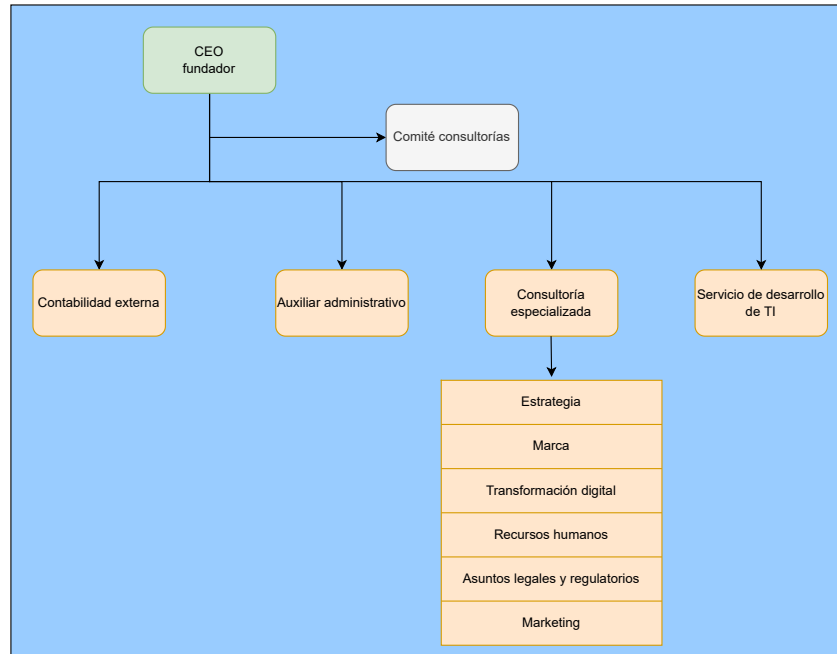 CEO
fundador
Comité consultorías
Contabilidad externa
Auxiliar administrativo
Consultoría
especializada
Servicio de desarrollo
de TI
Estrategia
Marca
Transformación digital
Recursos humanos
Asuntos legales y regulatorios
Marketing